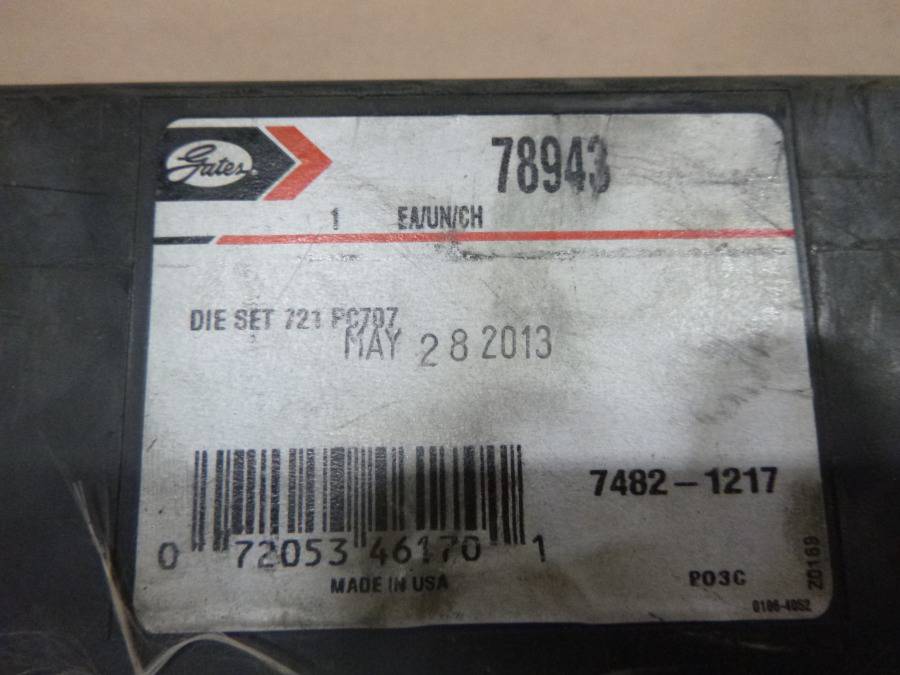 Gates
78943
1 EA/UN/CH
DIE SET 721 PC707
MAY 28 2013
7482-1217
0 72053 46170 1
MADE IN USA
P03C
Z0169
0106-4052